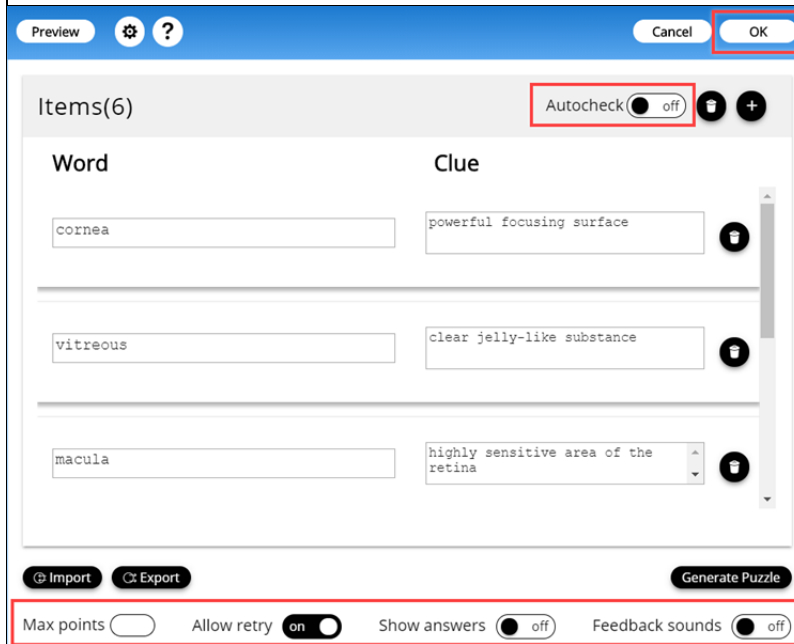 Preview ? Cancel OK
Items(6) Autocheck off +
Word Clue
cornea powerful focusing surface
vitreous clear jelly-like substance
macula highly sensitive area of the
retina
Import Export Generate Puzzle
Max points Allow retry on Show answers off Feedback sounds off